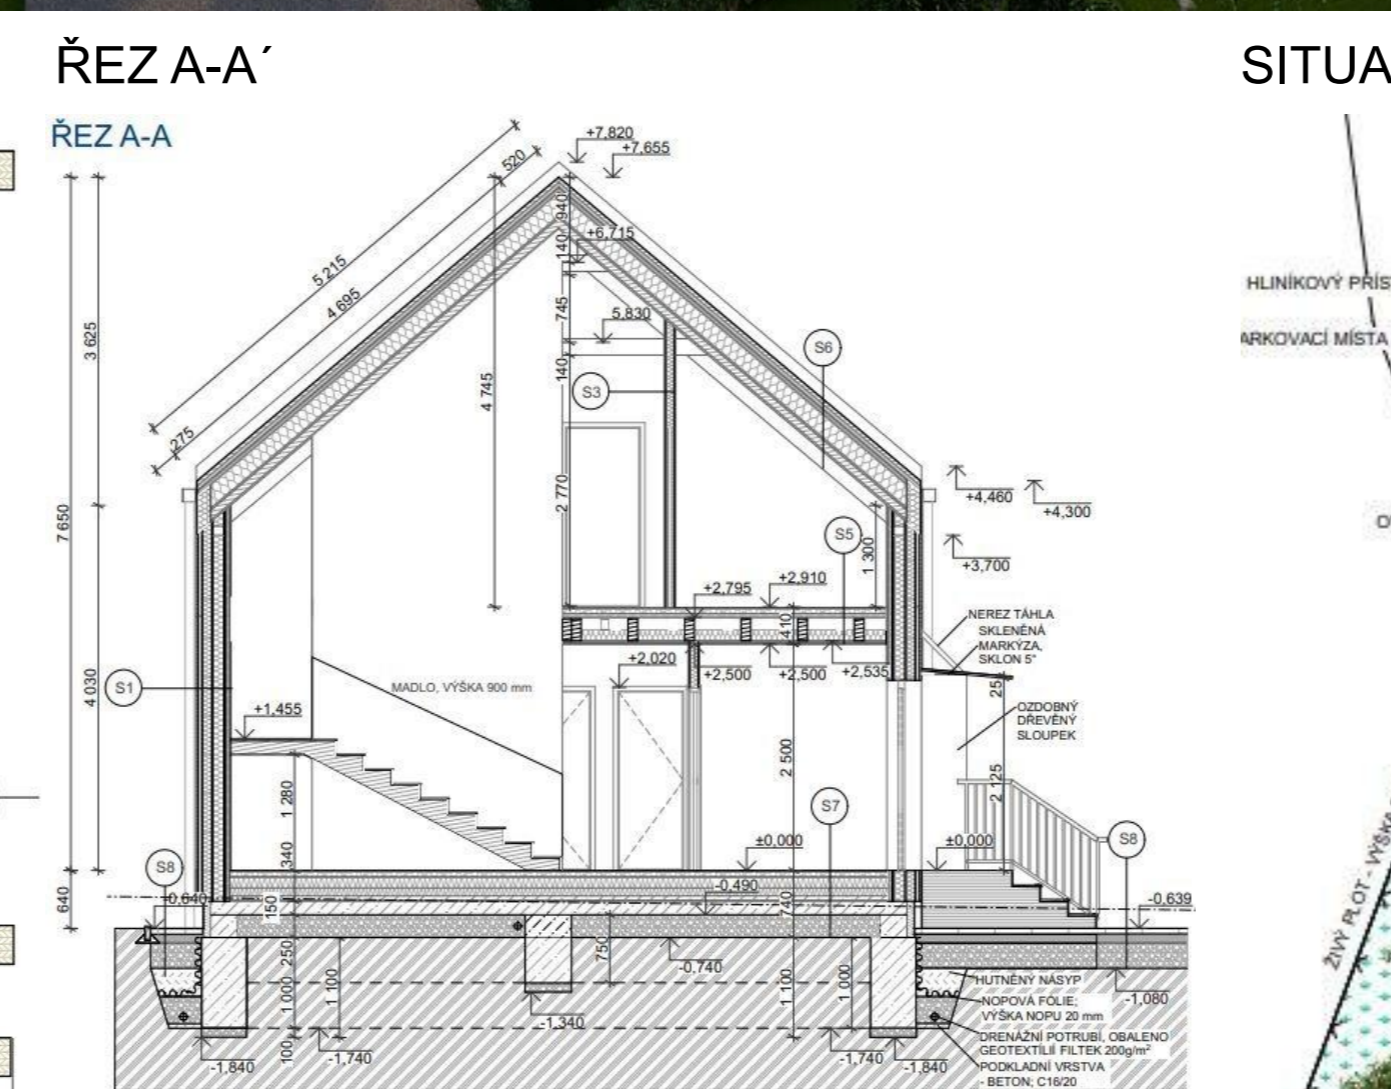 ŘEZ A-A´
SITUA
ŘEZ A-A
+7,820
+7,655
520
940
140
+6,715
5 215
4 695
745
5,830
3 625
4 745
140
S6
S3
275
2 770
7 650
+4,460
+4,300
S5
1 300
+3,700
+2,795
+2,910
410
NEREZ TÁHLA
SKLENĚNÁ
MARKÝZA,
SKLON 5°
+2,020
+2,500
+2,500
+2,535
4 030
S1
MADLO, VÝŠKA 900 mm
25
OZDOBNÝ
DŘEVĚNÝ
SLOUPEK
+1,455
2 500
2 125
1 280
S7
±0,000
±0,000
S8
340
S8
-0,640
-0,490
640
150
740
-0,639
250
750
-0,740
1 000
1 100
1 100
1 000
HUTNĚNÝ NÁSYP
-1,080
NOPOVÁ FÓLIE;
VÝŠKA NOPU 20 mm
-1,340
DRENÁŽNÍ POTRUBÍ, OBALENO
GEOTEXTÍLIÍ FILTEK 200g/m²
100
-1,740
-1,740
-1,840
-1,840
PODKLADNÍ VRSTVA
- BETON; C16/20
HLINÍKOVÝ PŘÍS
ARKOVACÍ MÍSTA
ŽIVÝ PLOT - VÝŠKA